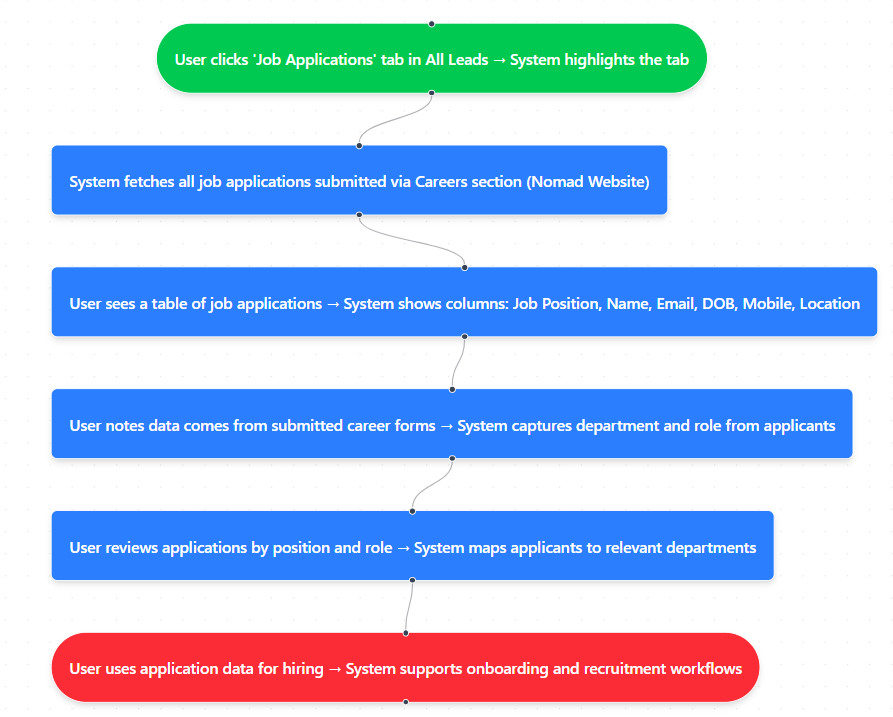 User clicks 'Job Applications' tab in All Leads → System highlights the tab
System fetches all job applications submitted via Careers section (Nomad Website)
User sees a table of job applications → System shows columns: Job Position, Name, Email, DOB, Mobile, Location
User notes data comes from submitted career forms → System captures department and role from applicants
User reviews applications by position and role → System maps applicants to relevant departments
User uses application data for hiring → System supports onboarding and recruitment workflows